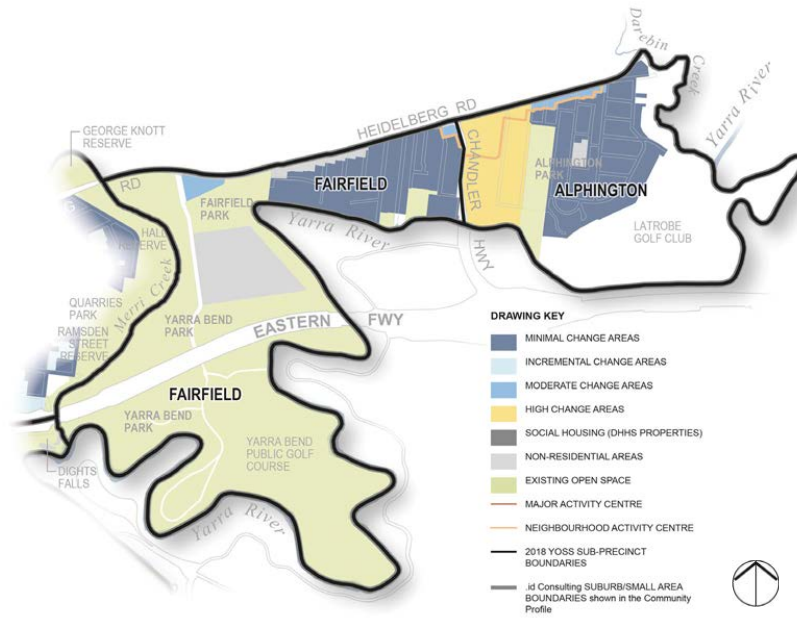 Darebin
Creek
Yarra River
GEORGE KNOTT
RESERVE
HEIDELBERG RD
RD
CHANDLER
HWY
FAIRFIELD
ALPHINGTON
PARK
ALPHINGTON
FAIRFIELD
PARK
Yarra River
HALL
RESERVE
LATROBE
GOLF CLUB
Merri Creek
QUARRIES
PARK
RAMSDEN
STREET
RESERVE
YARRA BEND
PARK
EASTERN FWY
FAIRFIELD
YARRA BEND
PARK
YARRA BEND
PUBLIC GOLF
COURSE
DIGHTS
FALLS
Yarra River
DRAWING KEY
MINIMAL CHANGE AREAS
INCREMENTAL CHANGE AREAS
MODERATE CHANGE AREAS
HIGH CHANGE AREAS
SOCIAL HOUSING (DHHS PROPERTIES)
NON-RESIDENTIAL AREAS
EXISTING OPEN SPACE
MAJOR ACTIVITY CENTRE
NEIGHBOURHOOD ACTIVITY CENTRE
2018 YOSS SUB-PRECINCT
BOUNDARIES
.id Consulting SUBURB/SMALL AREA
BOUNDARIES shown in the Community
Profile